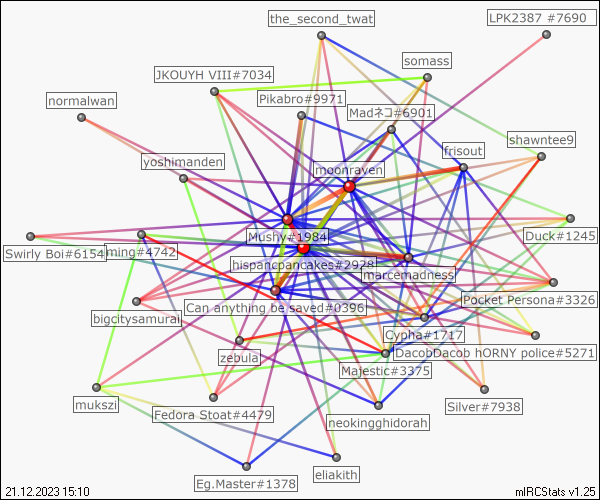 the_second_twat
LPK2387 #7690
somass
JKOUYH VIII#7034
normalwan
Pikabro#9971
Madネコ#6901
shawntee9
frisout
yoshimanden
moonraven
Mushy#1984
Duck#1245
Swirly Boi#6154
ming#4742
hispancpancakes#2928
marcemadness
Pocket Persona#3326
Can anything be saved#0396
bigcitysamurai
Cypha#1717
zebula
DacobDacob hORNY police#5271
Majestic#3375
mukszi
Fedora Stoat#4479
neokingghidorah
Silver#7938
eliakith
Eg.Master#1378
21.12.2023 15:10
mIRCStats v1.25